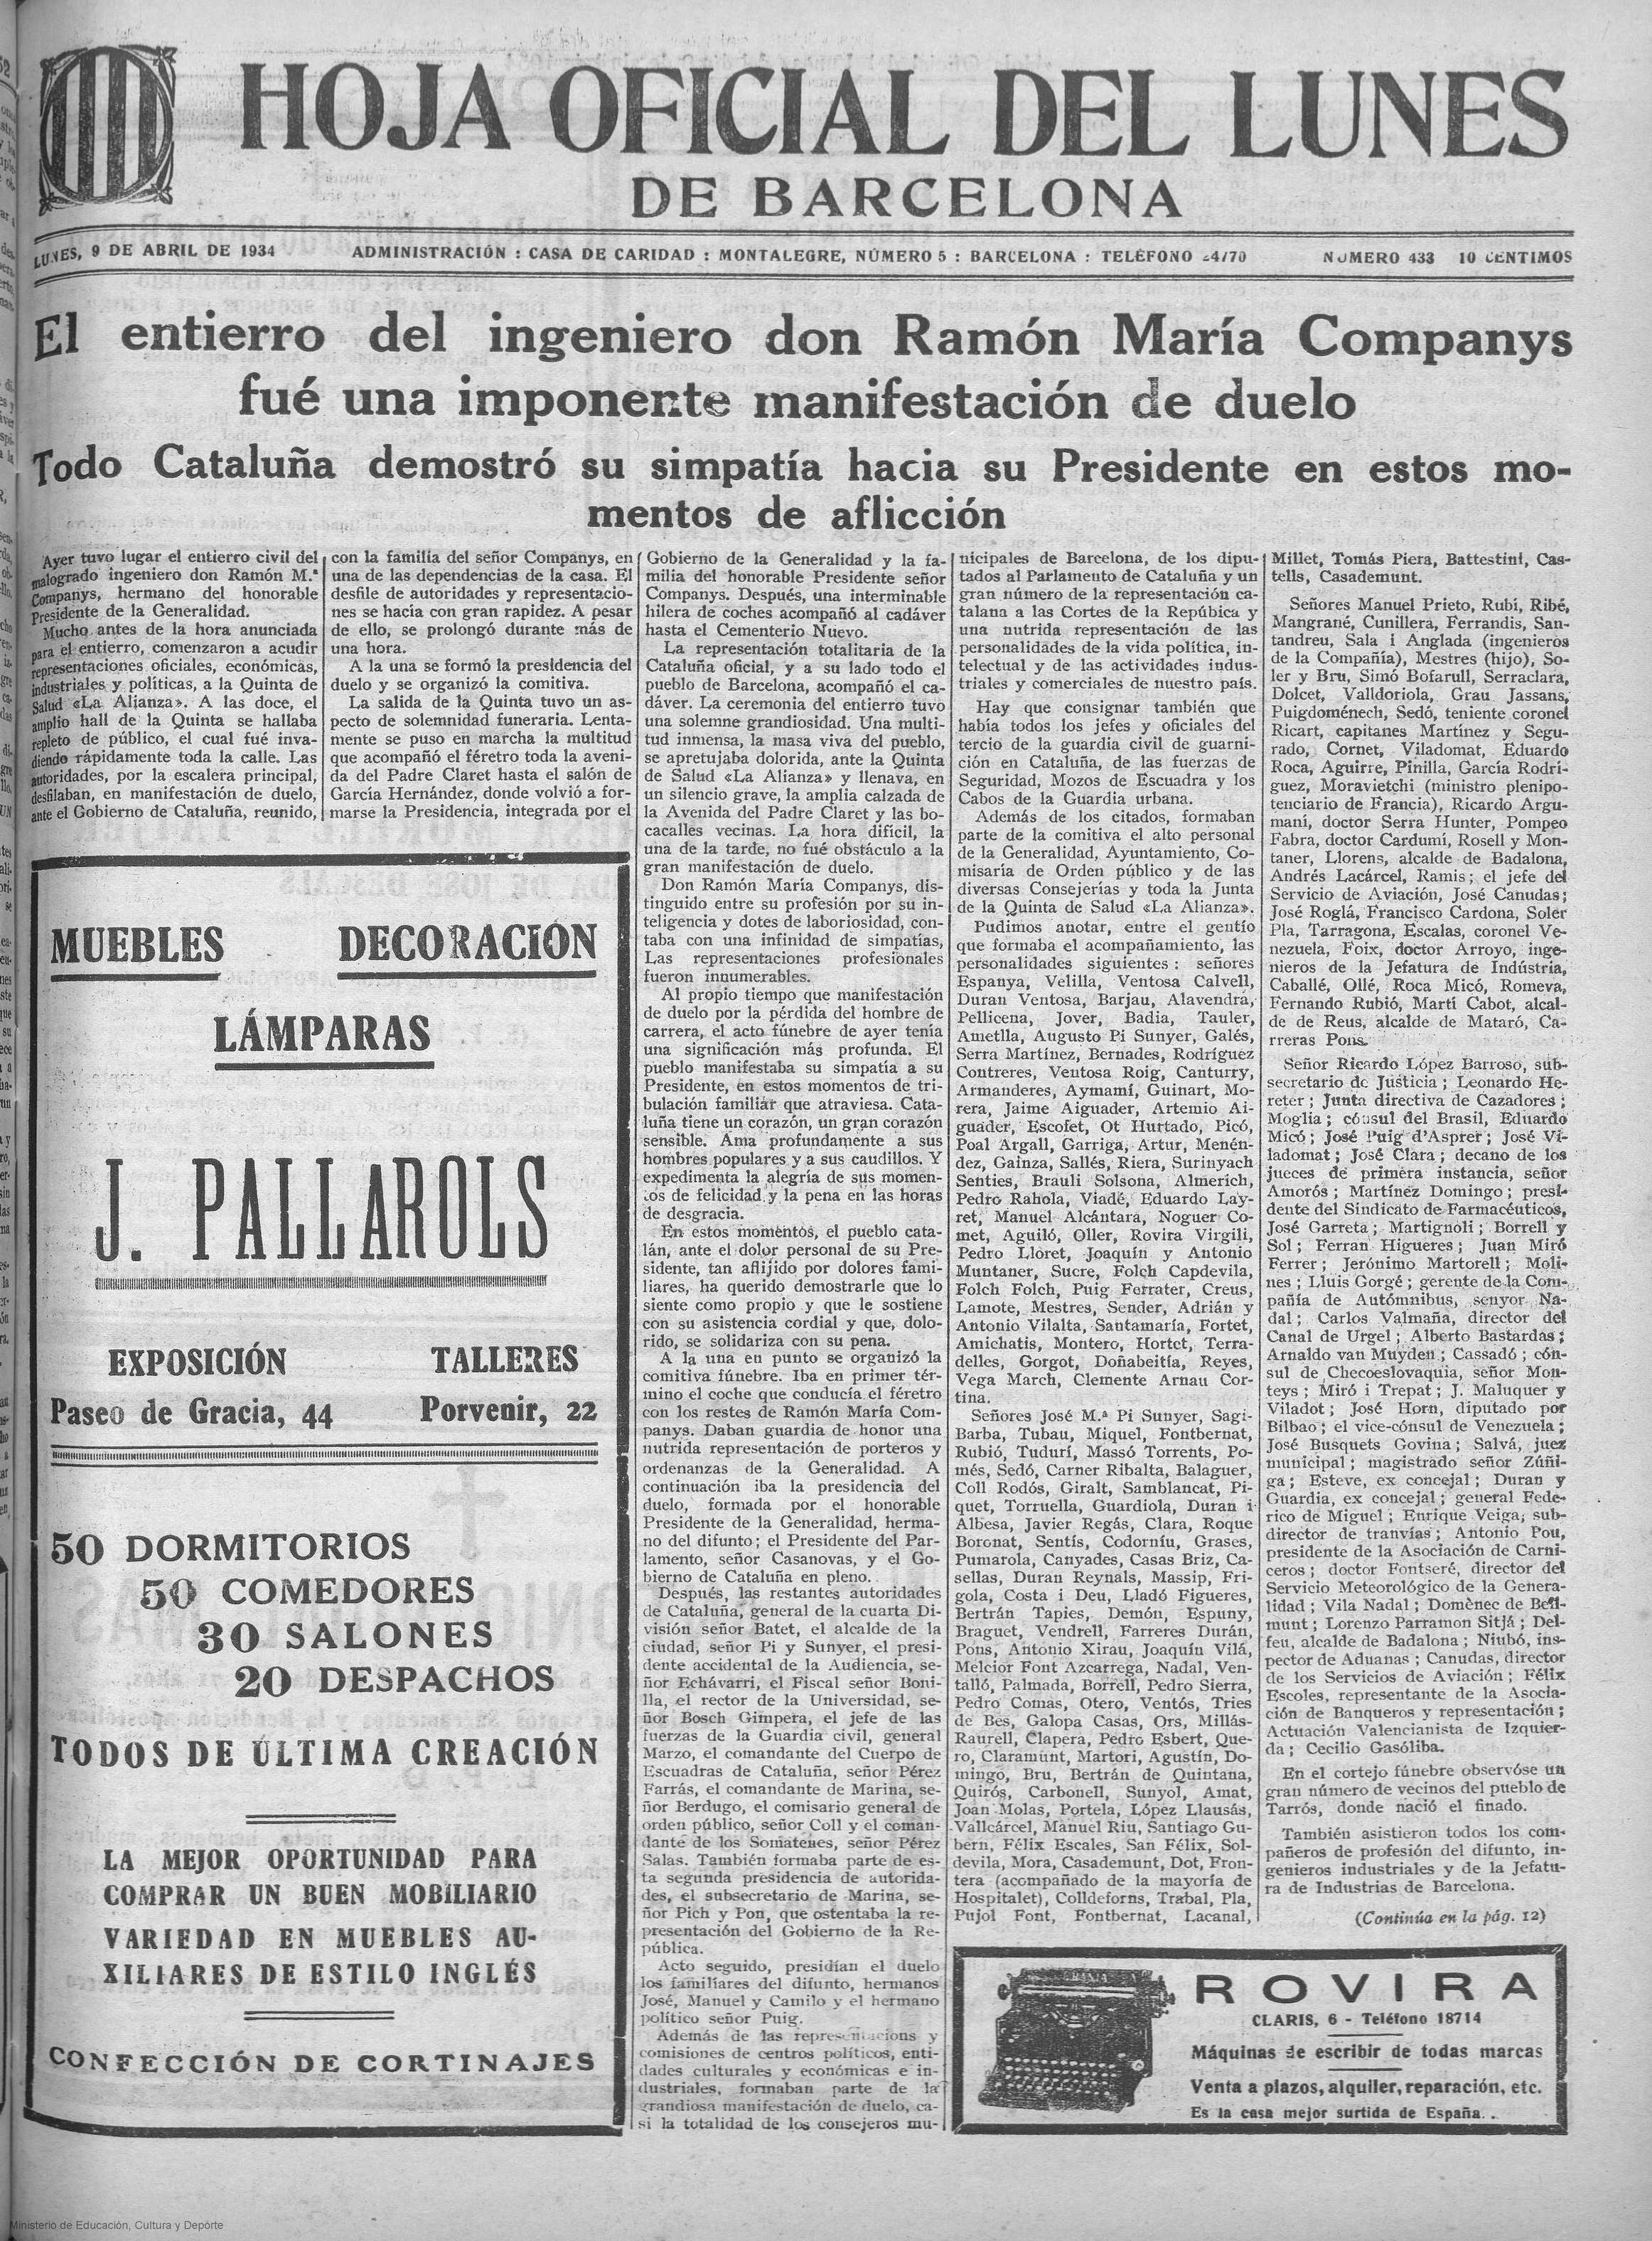 HOJA OFICIAL DEL LUNES
DE BARCELONA
LUNES, 9 DE ABRIL DE 1934 ADMINISTRACIÓN : CASA DE CARIDAD : MONTALEGRE, NÚMERO 5 : BARCELONA : TELÉFONO 4/70 NUMERO 433 10 CENTIMOS
El entierro del ingeniero don Ramón María Companys
fué una imponente manifestación de duelo
Todo Cataluña demostró su simpatía hacia su Presidente en estos mo-
mentos de aflicción
Ayer tuvo lugar el entierro civil del
malogrado ingeniero don Ramón M.ª
Companys, hermano del honorable
Presidente de la Generalidad.
Mucho antes de la hora anunciada
para el entierro, comenzaron a acudir
representaciones oficiales, económicas,
industriales y políticas, a la Quinta de
Salud «La Alianza». A las doce, el
amplio hall de la Quinta se hallaba
repleto de público, el cual fué inva-
diendo rápidamente toda la calle. Las
autoridades, por la escalera principal,
desfilaban, en manifestación de duelo,
ante el Gobierno de Cataluña, reunido,
con la familia del señor Companys, en
una de las dependencias de la casa. El
desfile de autoridades y representacio-
nes se hacía con gran rapidez. A pesar
de ello, se prolongó durante más de
una hora.
A la una se formó la presidencia del
duelo y se organizó la comitiva.
La salida de la Quinta tuvo un as-
pecto de solemnidad funeraria. Lenta-
mente se puso en marcha la multitud
que acompañó el féretro toda la aveni-
da del Padre Claret hasta el salón de
García Hernández, donde volvió a for-
marse la Presidencia, integrada por el
Gobierno de la Generalidad y la fa-
milia del honorable Presidente señor
Companys. Después, una interminable
hilera de coches acompañó al cadáver
hasta el Cementerio Nuevo.
La representación totalitaria de la
Cataluña oficial, y a su lado todo el
pueblo de Barcelona, acompañó el ca-
dáver. La ceremonia del entierro tuvo
una solemne grandiosidad. Una multi-
tud inmensa, la masa viva del pueblo,
se apretujaba dolorida, ante la Quinta
de Salud «La Alianza» y llenava, en
un silencio grave, la amplia calzada de
la Avenida del Padre Claret y las bo-
cacalles vecinas. La hora difícil, la
una de la tarde, no fué obstáculo a la
gran manifestación de duelo.
Don Ramón María Companys, dis-
tinguido entre su profesión por su in-
teligencia y dotes de laboriosidad, con-
taba con una infinidad de simpatías,
Las representaciones profesionales
fueron innumerables.
Al propio tiempo que manifestación
de duelo por la pérdida del hombre de
carrera, el acto fúnebre de ayer tenía
una significación más profunda. El
pueblo manifestaba su simpatía a su
Presidente, en estos momentos de tri-
bulación familiar que atraviesa. Cata-
luña tiene un corazón, un gran corazón
sensible. Ama profundamente a sus
hombres populares y a sus caudillos. Y
expedimenta la alegría de sus momen-
tos de felicidad y la pena en las horas
de desgracia.
En estos momentos, el pueblo cata-
lán, ante el dolor personal de su Pre-
sidente, tan aflijido por dolores fami-
liares, ha querido demostrarle que lo
siente como propio y que le sostiene
con su asistencia cordial y que, dolo-
rido, se solidariza con su pena.
A la una en punto se organizó la
comitiva fúnebre. Iba en primer tér-
mino el coche que conducía el féretro
con los restes de Ramón María Com-
panys. Daban guardia de honor una
nutrida representación de porteros y
ordenanzas de la Generalidad. A
continuación iba la presidencia del
duelo, formada por el honorable
Presidente de la Generalidad, herma-
no del difunto; el Presidente del Par-
lamento, señor Casanovas, y el Go-
bierno de Cataluña en pleno.
Después, las restantes autoridades
de Cataluña, general de la cuarta Di-
visión señor Batet, el alcalde de la
ciudad, señor Pi y Sunyer, el presi-
dente accidental de la Audiencia, se-
ñor Echávarri, el Fiscal señor Boni-
lla, el rector de la Universidad, se-
ñor Bosch Gimpera, el jefe de las
fuerzas de la Guardia civil, general
Marzo, el comandante del Cuerpo de
Escuadras de Cataluña, señor Pérez
Farrás, el comandante de Marina, se-
ñor Berdugo, el comisario general de
orden público, señor Coll y el coman-
dante de los Somatenes, señor Pérez
Salas. También formaba parte de es-
ta segunda presidencia de autorida-
des, el subsecretario de Marina, se-
ñor Pich y Pon, que ostentaba la re-
presentación del Gobierno de la Re-
pública.
Acto seguido, presidían el duelo
los familiares del difunto, hermanos
José, Manuel y Camilo y el hermano
político señor Puig.
Además de las representacions y
comisiones de centros políticos, enti-
dades culturales y económicas e in-
dustriales, formaban parte de la
grandiosa manifestación de duelo, ca-
si la totalidad de los consejeros mu-
nicipales de Barcelona, de los dipu-
tados al Parlamento de Cataluña y un
gran número de la representación ca-
talana a las Cortes de la Repúbica y
una nutrida representación de las
personalidades de la vida política, in-
telectual y de las actividades indus-
triales y comerciales de nuestro país.
Hay que consignar también que
había todos los jefes y oficiales del
tercio de la guardia civil de guarni-
ción en Cataluña, de las fuerzas de
Seguridad, Mozos de Escuadra y los
Cabos de la Guardia urbana.
Además de los citados, formaban
parte de la comitiva el alto personal
de la Generalidad, Ayuntamiento, Co-
misaría de Orden público y de las
diversas Consejerías y toda la Junta
de la Quinta de Salud «La Alianza».
Pudimos anotar, entre el gentío
que formaba el acompañamiento, las
personalidades siguientes: señores
Espanya, Velilla, Ventosa Calvell,
Duran Ventosa, Barjau, Alavendra,
Pellicena, Jover, Badia, Tauler,
Ametlla, Augusto Pi Sunyer, Galés,
Serra Martínez, Bernades, Rodríguez
Contreres, Ventosa Roig, Canturry,
Armanderes, Aymamí, Guinart, Mo-
rera, Jaime Aiguader, Artemio Ai-
guader, Escofet, Ot Hurtado, Picó,
Poal Argall, Garriga, Artur, Menén-
dez, Gainza, Sallés, Riera, Surinyach
Senties, Brauli Solsona, Almerich,
Pedro Rahola, Viadé, Eduardo Lay-
ret, Manuel Alcántara, Noguer Co-
met, Aguiló, Oller, Rovira Virgili,
Pedro Lloret, Joaquín y Antonio
Muntaner, Sucre, Folch Capdevila,
Folch Folch, Puig Ferrater, Creus,
Lamote, Mestres, Sender, Adrián y
Antonio Vilalta, Santamaría, Fortet,
Amichatis, Montero, Hortet, Terra-
delles, Gorgot, Doñabeitía, Reyes,
Vega March, Clemente Arnau Cor-
tina.
Señores José M.ª Pi Sunyer, Sagi-
Barba, Tubau, Miquel, Fontbernat,
Rubió, Tudurí, Massó Torrents, Po-
més, Sedó, Carner Ribalta, Balaguer,
Coll Rodós, Giralt, Samblancat, Pi-
quet, Torruella, Guardiola, Duran i
Albesa, Javier Regás, Clara, Roque
Boronat, Sentís, Codorníu, Grases,
Pumarola, Canyades, Casas Briz, Ca-
sellas, Duran Reynals, Massip, Fri-
gola, Costa i Deu, Lladó Figueres,
Bertrán Tapies, Demón, Espuny,
Braguet, Vendrell, Farreres Durán,
Pons, Antonio Xirau, Joaquín Vilá,
Melcior Font Azcarrega, Nadal, Ven-
talló, Palmada, Borrell, Pedro Sierra,
Pedro Comas, Otero, Ventós, Tries
de Bes, Galopa Casas, Ors, Millás-
Raurell, Clapera, Pedro Esbert, Que-
ro, Claramunt, Martori, Agustín, Do-
mingo, Bru, Bertrán de Quintana,
Quirós, Carbonell, Sunyol, Amat,
Joan Molas, Portela, López Llausás,
Vallcárcel, Manuel Riu, Santiago Gu-
bern, Félix Escales, San Félix, Sol-
devila, Mora, Casademunt, Dot, Fron-
tera (acompañado de la mayoría de
Hospitalet), Colldeforns, Trabal, Pla,
Pujol Font, Fontbernat, Lacanal,
Millet, Tomás Piera, Battestini, Cas-
tells, Casademunt.
Señores Manuel Prieto, Rubí, Ribé,
Mangrané, Cunillera, Ferrandis, San-
tandreu, Sala i Anglada (ingenieros
de la Compañía), Mestres (hijo), So-
ler y Bru, Simó Bofarull, Serraclara,
Dolcet, Valldoriola, Grau Jassans,
Puigdoménech, Sedó, teniente coronel
Ricart, capitanes Martínez y Segu-
rado, Cornet, Viladomat, Eduardo
Roca, Aguirre, Pinilla, García Rodrí-
guez, Moravietchi (ministro plenipo-
tenciario de Francia), Ricardo Argu-
maní, doctor Serra Hunter, Pompeo
Fabra, doctor Cardumí, Rosell y Mon-
taner, Llorens, alcalde de Badalona,
Andrés Lacárcel, Ramis; el jefe del
Servicio de Aviación, José Canudas;
José Roglá, Francisco Cardona, Soler
Pla, Tarragona, Escalas, coronel Ve-
nezuela, Foix, doctor Arroyo, inge-
nieros de la Jefatura de Indústria,
Caballé, Ollé, Roca Micó, Romeva,
Fernando Rubió, Martí Cabot, alcal-
de de Reus, alcalde de Mataró, Ca-
rreras Pons.
Señor Ricardo López Barroso, sub-
secretario de Justicia; Leonardo He-
reter; Junta directiva de Cazadores;
Moglia; cónsul del Brasil, Eduardo
Micó; José Puig d'Asprer; José Vi-
ladomat; José Clara; decano de los
jueces de primera instancia, señor
Amorós; Martínez Domingo; presi-
dente del Sindicato de Farmacéuticos,
José Garreta; Martignoli; Borrell y
Sol; Ferran Higueres; Juan Miró
Ferrer; Jerónimo Martorell; Moli-
nes; Lluis Gorgé; gerente de la Com-
pañía de Autómnibus, senyor Na-
dal; Carlos Valmaña, director del
Canal de Urgel; Alberto Bastardas;
Arnaldo van Muyden; Cassadó; cón-
sul de Checoeslovaquia, señor Mon-
teys; Miró i Trepat; J. Maluquer y
Viladot; José Horn, diputado por
Bilbao; el vice-cónsul de Venezuela;
José Busquets Govina; Salvá, juez
municipal; magistrado señor Zúñi-
ga; Esteve, ex concejal; Duran y
Guardia, ex concejal; general Fede-
rico de Miguel; Enrique Veiga, sub-
director de tranvías; Antonio Pou,
presidente de la Asociación de Carni-
ceros; doctor Fontseré, director del
Servicio Meteorológico de la Genera-
lidad; Vila Nadal; Domènec de Bell-
munt; Lorenzo Parramon Sitjá; Del-
feu, alcalde de Badalona; Niubó, ins-
pector de Aduanas; Canudas, director
de los Servicios de Aviación; Félix
Escoles, representante de la Asocia-
ción de Banqueros y representación;
Actuación Valencianista de Izquier-
da; Cecilio Gasóliba.
En el cortejo fúnebre observóse un
gran número de vecinos del pueblo de
Tarrós, donde nació el finado.
También asistieron todos los com-
pañeros de profesión del difunto, in-
genieros industriales y de la Jefatu-
ra de Industrias de Barcelona.
(Continúa en la pág. 12)
MUEBLES DECORACIÓN
LÁMPARAS
J. PALLAROLS
EXPOSICIÓN TALLERES
Paseo de Gracia, 44 Porvenir, 22
50 DORMITORIOS
50 COMEDORES
30 SALONES
20 DESPACHOS
TODOS DE ÚLTIMA CREACIÓN
LA MEJOR OPORTUNIDAD PARA
COMPRAR UN BUEN MOBILIARIO
VARIEDAD EN MUEBLES AU-
XILIARES DE ESTILO INGLÉS
CONFECCIÓN DE CORTINAJES
ROVIRA
CLARIS, 6 - Teléfono 18714
Máquinas de escribir de todas marcas
Venta a plazos, alquiler, reparación, etc.
Es la casa mejor surtida de España..
Ministerio de Educación, Cultura y Deporte